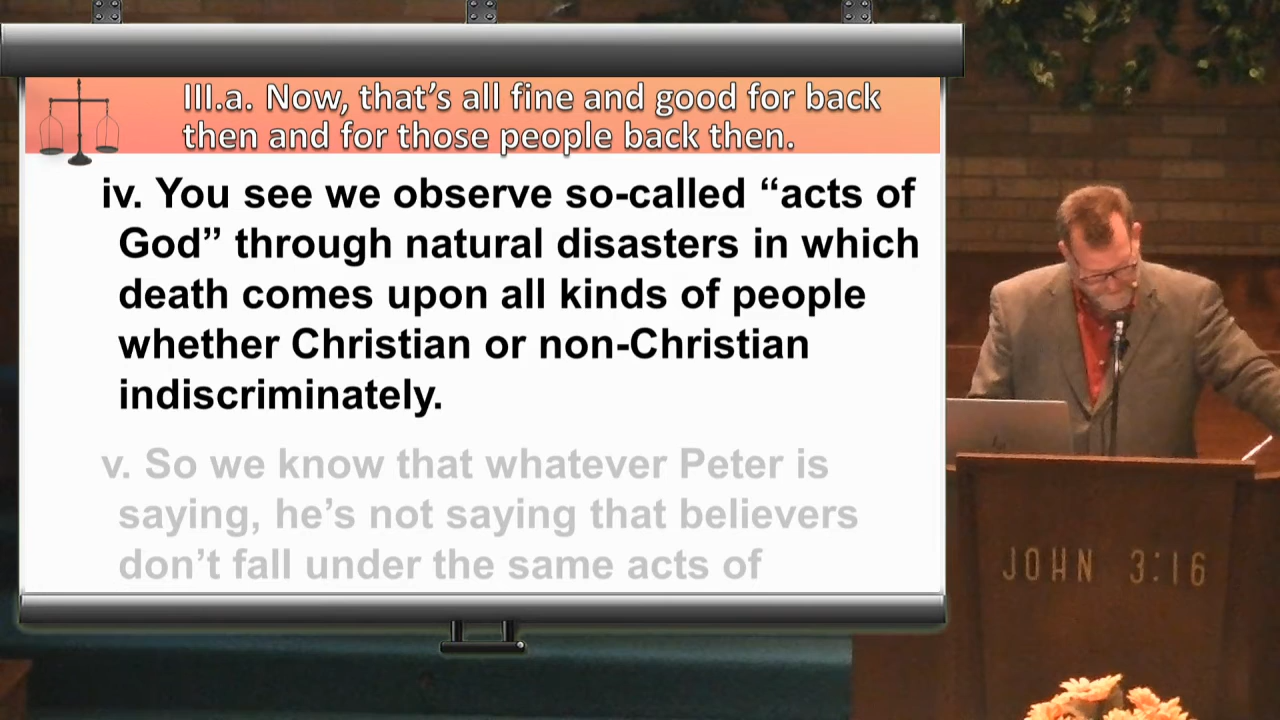 III.a. Now, that’s all fine and good for back
then and for those people back then.
iv. You see we observe so-called “acts of
God” through natural disasters in which
death comes upon all kinds of people
whether Christian or non-Christian
indiscriminately.
v. So we know that whatever Peter is
saying, he’s not saying that believers
don’t fall under the same acts of
JOHN 3:16